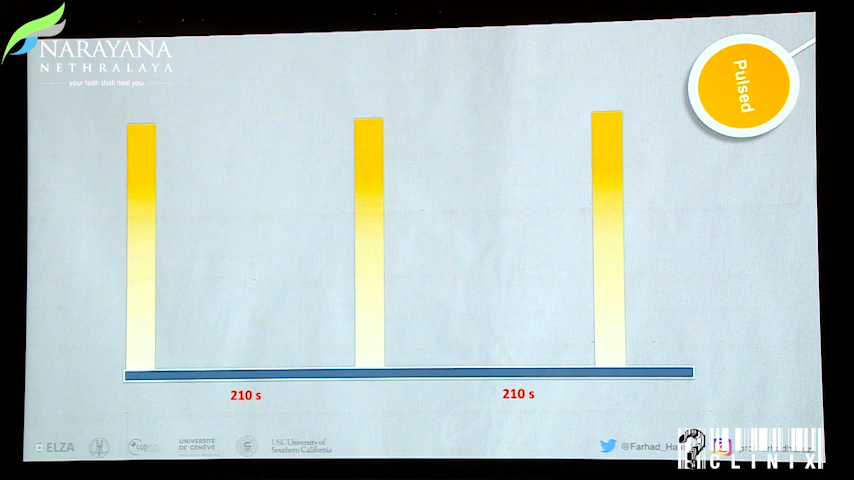 NARAYANA
NETHRALAYA
your faith shall heal you
Pulsed
210 s
210 s
ELZA
UNIVERSITÉ
DE GENÈVE
USC University of
Southern California
@Farhad_Ha
CLINIX